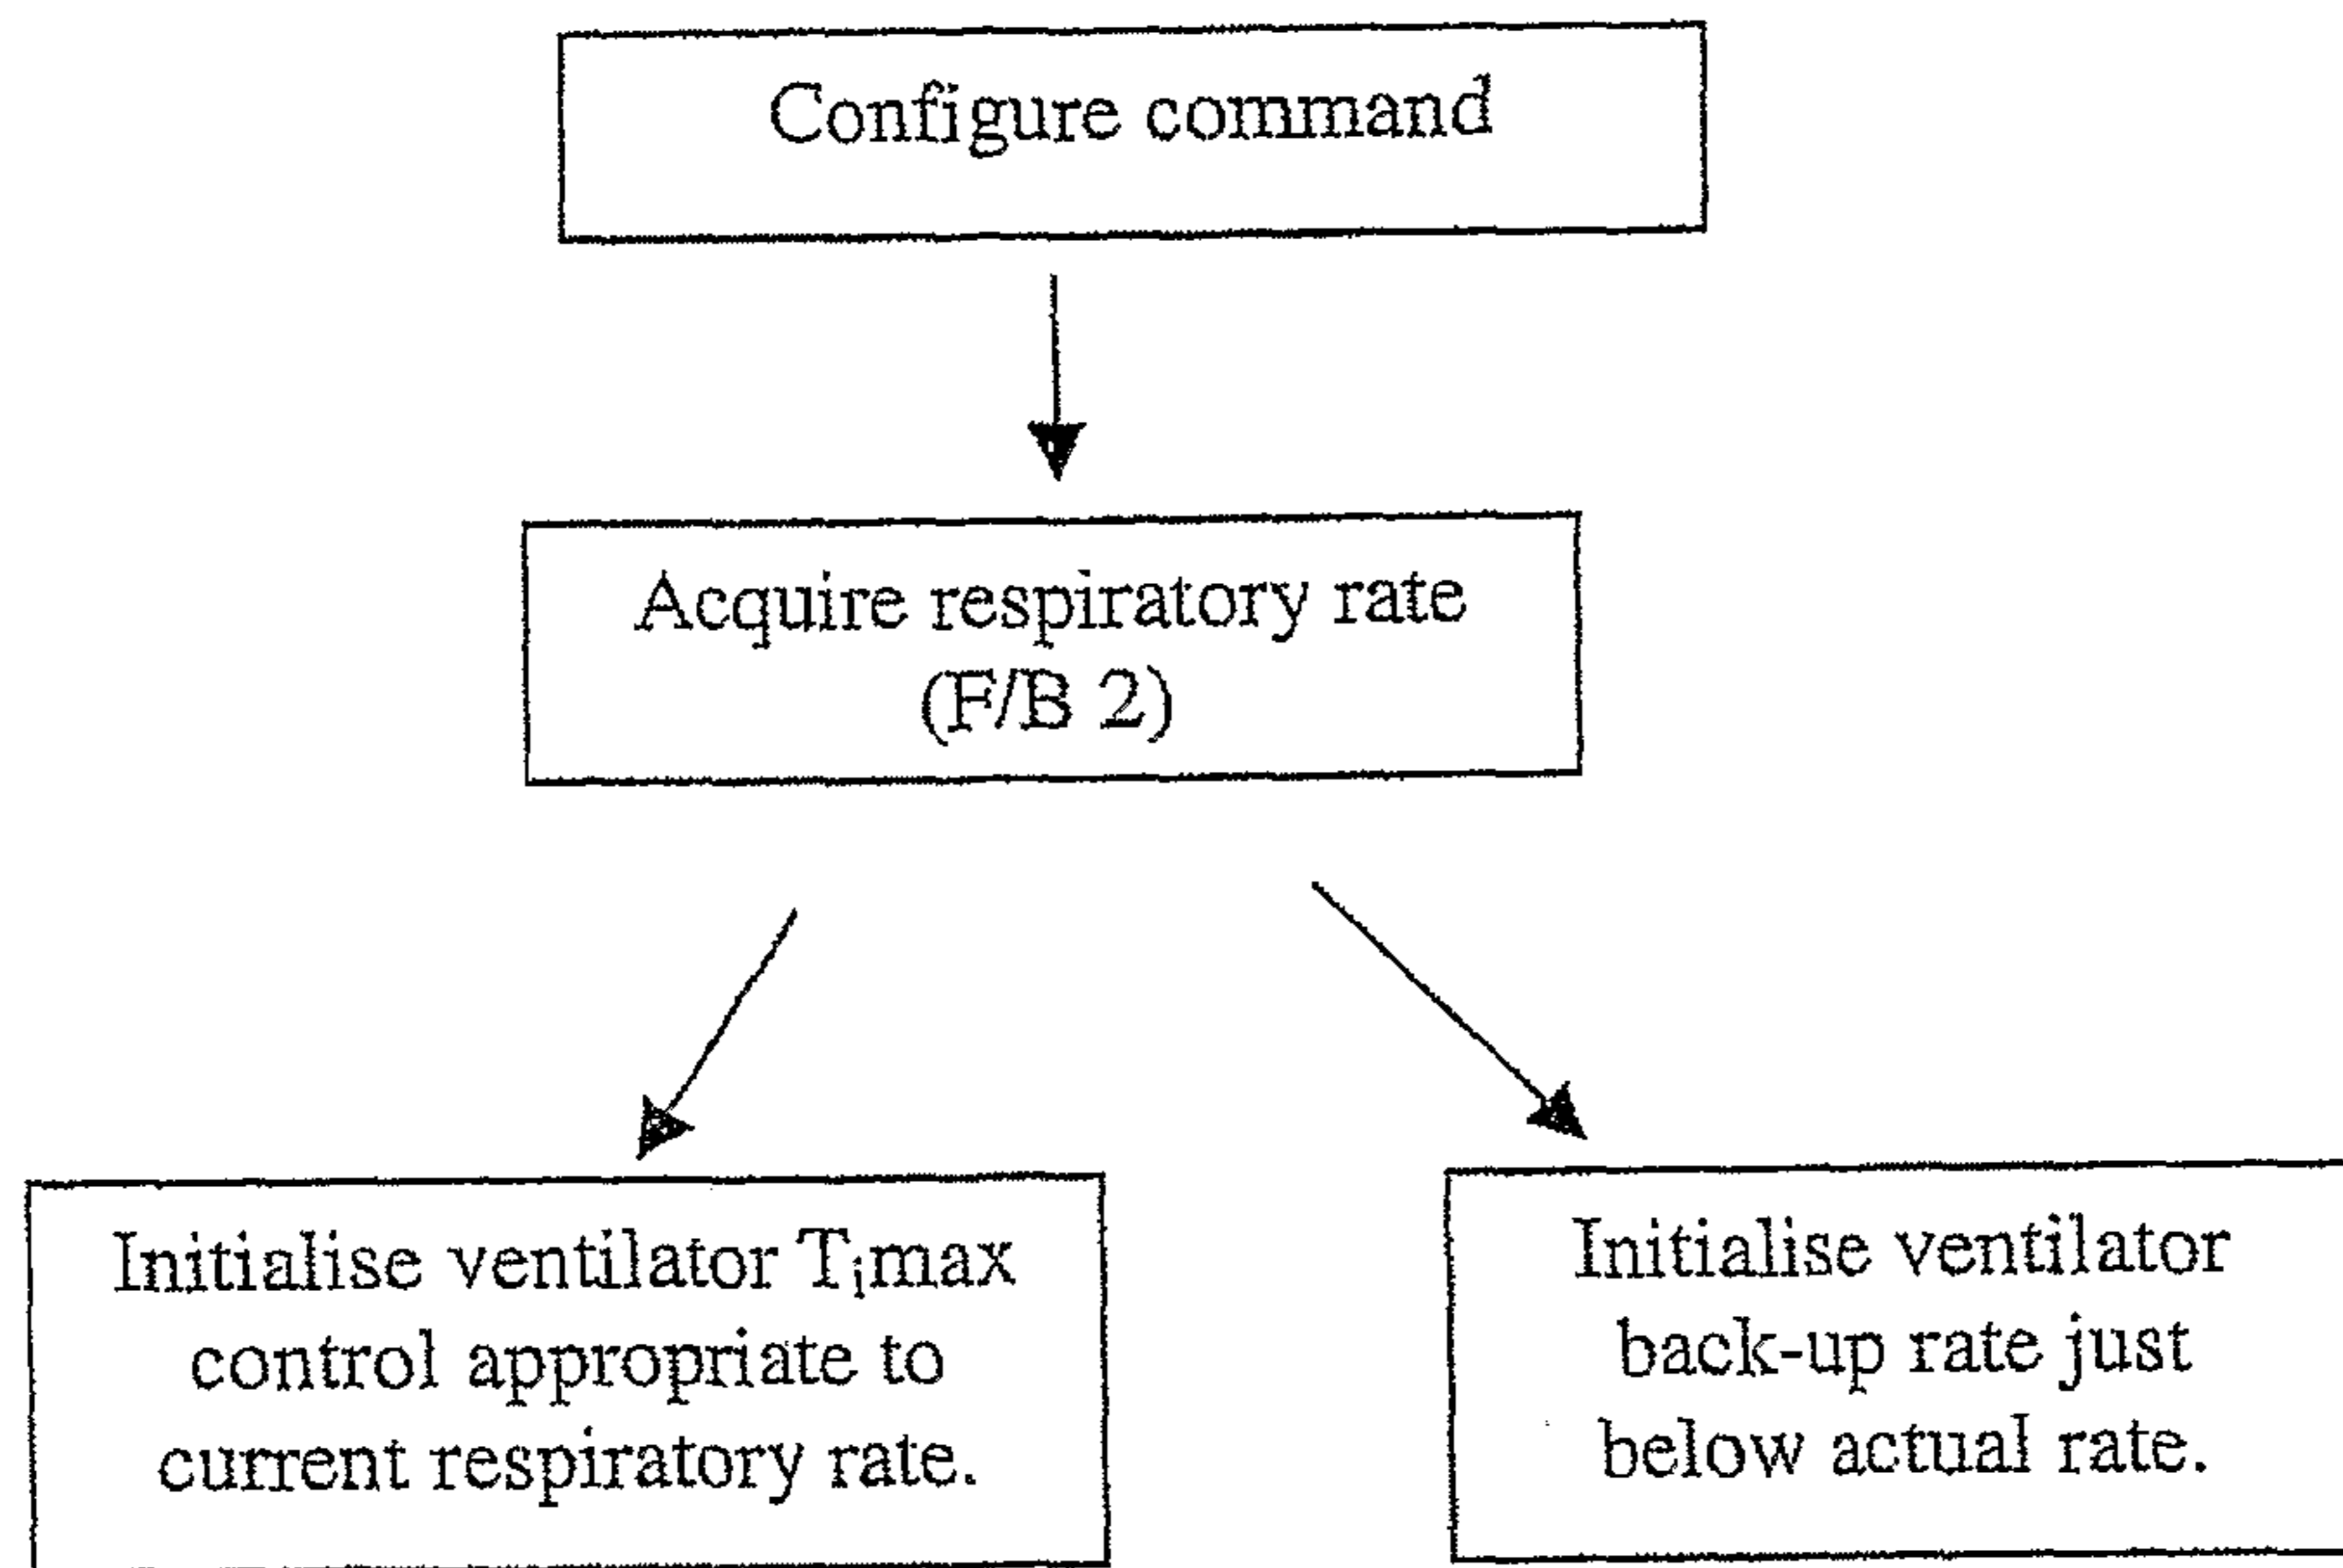 Configure command
Acquire respiratory rate
(F/B 2)
Initialise ventilator Tᵢmax
control appropriate to
current respiratory rate.
Initialise ventilator
back-up rate just
below actual rate.